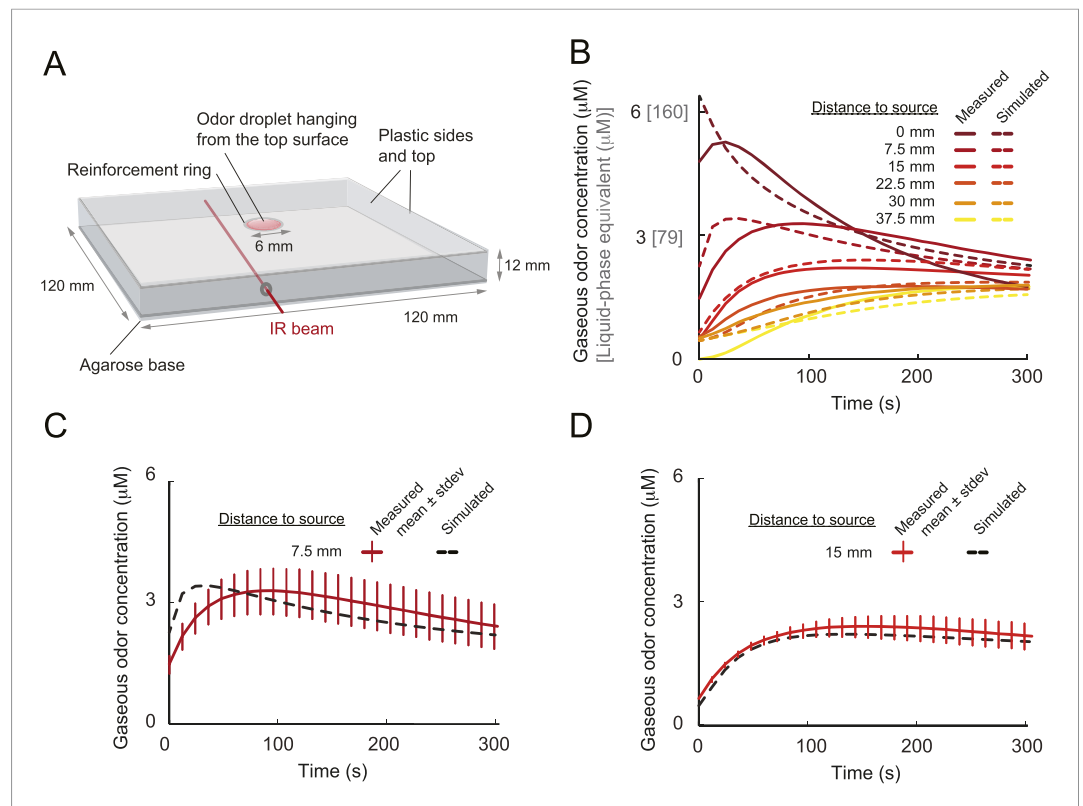 A
Odor droplet hanging
from the top surface
Plastic sides
and top
Reinforcement ring
6 mm
12 mm
120 mm
120 mm
IR beam
Agarose base
B
Gaseous odor concentration (μM)
[Liquid-phase equivalent (μM)]
6 [160]
3 [79]
0
Distance to source
Measured
Simulated
0 mm
7.5 mm
15 mm
22.5 mm
30 mm
37.5 mm
0
100
200
300
Time (s)
C
Gaseous odor concentration (μM)
6
3
0
Distance to source
Measured
mean ± stdev
Simulated
7.5 mm
0
100
200
300
Time (s)
D
Gaseous odor concentration (μM)
6
3
0
Distance to source
Measured
mean ± stdev
Simulated
15 mm
0
100
200
300
Time (s)